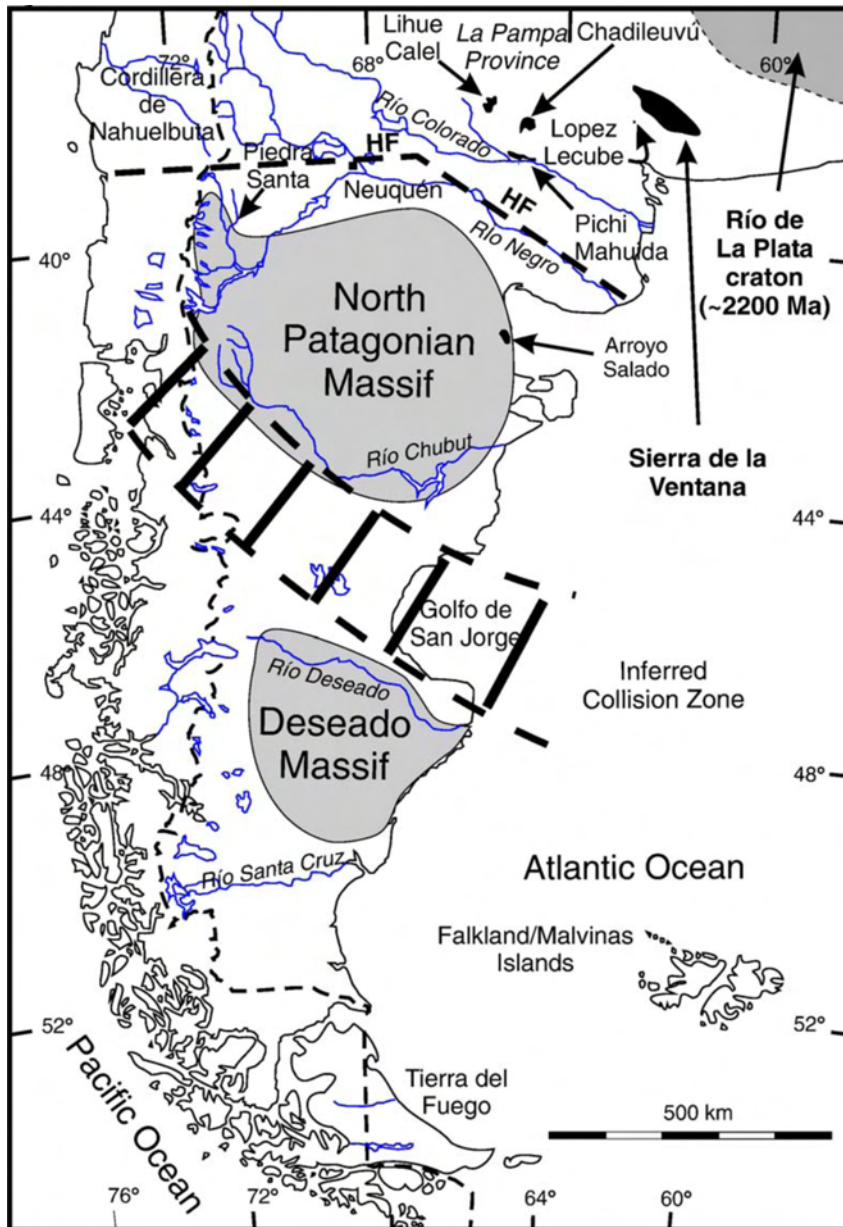 72°
68°
60°
Lihue
Calel
La Pampa
Province
Chadileuvú
Cordillera
de
Nahuelbuta
Río Colorado
Lopez
Lecube
HF
Piedra
Santa
Neuquén
HF
Pichi
Mahuida
Río Negro
Río de
La Plata
craton
(~2200 Ma)
40°
North
Patagonian
Massif
Arroyo
Salado
Río Chubut
Sierra de la
Ventana
44°
44°
Golfo de
San Jorge
Inferred
Collision Zone
Río Deseado
Deseado
Massif
48°
48°
Río Santa Cruz
Atlantic Ocean
Falkland/Malvinas
Islands
52°
52°
Pacific Ocean
Tierra del
Fuego
500 km
76°
72°
64°
60°